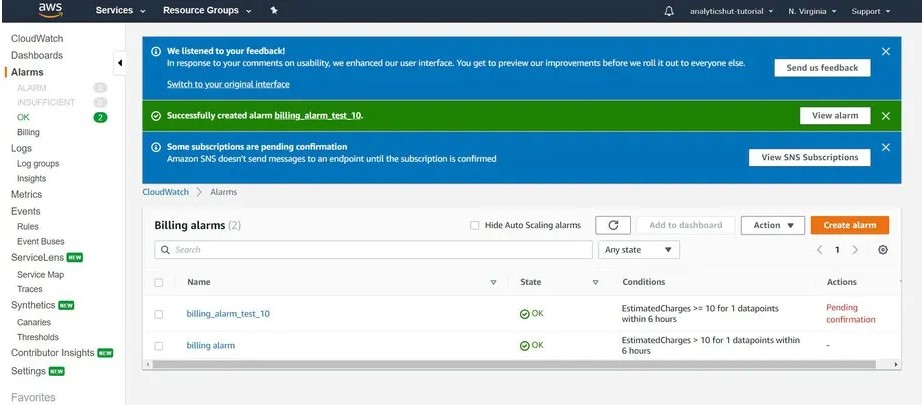 aws
Services
Resource Groups
analyticshut-tutorial
N. Virginia
Support
CloudWatch
Dashboards
Alarms
ALARM 0
INSUFFICIENT 0
OK 2
Billing
Logs
Log groups
Insights
Metrics
Events
Rules
Event Buses
ServiceLens NEW
Service Map
Traces
Synthetics NEW
Canaries
Thresholds
Contributor Insights NEW
Settings NEW
Favorites
We listened to your feedback!
In response to your comments on usability, we enhanced our user interface. You get to preview our improvements before we roll it out to everyone else.
Switch to your original interface
Send us feedback
Successfully created alarm billing_alarm_test_10.
View alarm
Some subscriptions are pending confirmation
Amazon SNS doesn't send messages to an endpoint until the subscription is confirmed
View SNS Subscriptions
CloudWatch > Alarms
Billing alarms (2)
Hide Auto Scaling alarms
Add to dashboard
Action
Create alarm
Search
Any state
1
Name
State
Conditions
Actions
billing_alarm_test_10
OK
EstimatedCharges >= 10 for 1 datapoints
within 6 hours
Pending
confirmation
billing alarm
OK
EstimatedCharges > 10 for 1 datapoints within
6 hours
-